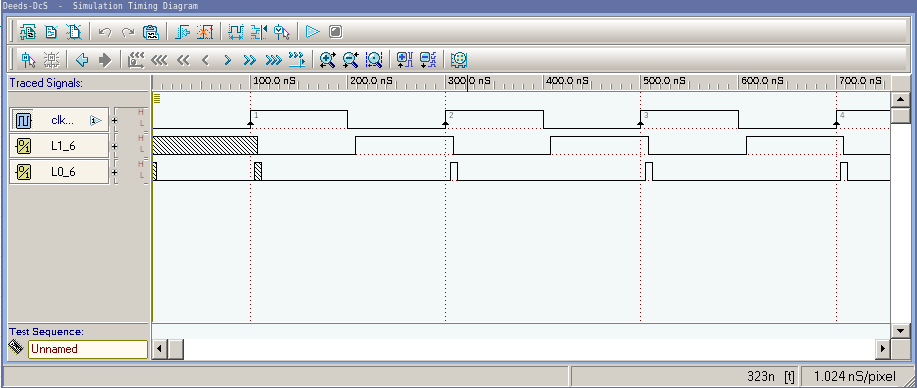 Deeds-DcS - Simulation Timing Diagram
Traced Signals:
100.0 nS 200.0 nS 300.0 nS 400.0 nS 500.0 nS 600.0 nS 700.0 nS
clk... + H L 1 2 3 4
L1_6 + H L
L0_6 + H L
Test Sequence:
Unnamed
323n [t] 1.024 nS/pixel